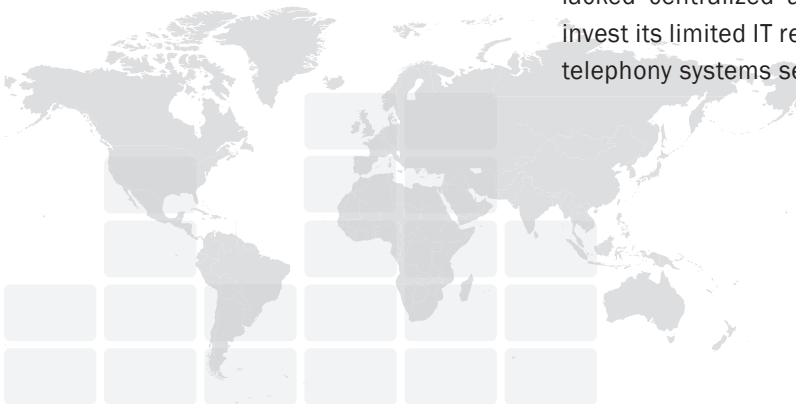 lacked centralized
invest its limited IT
telephony systems